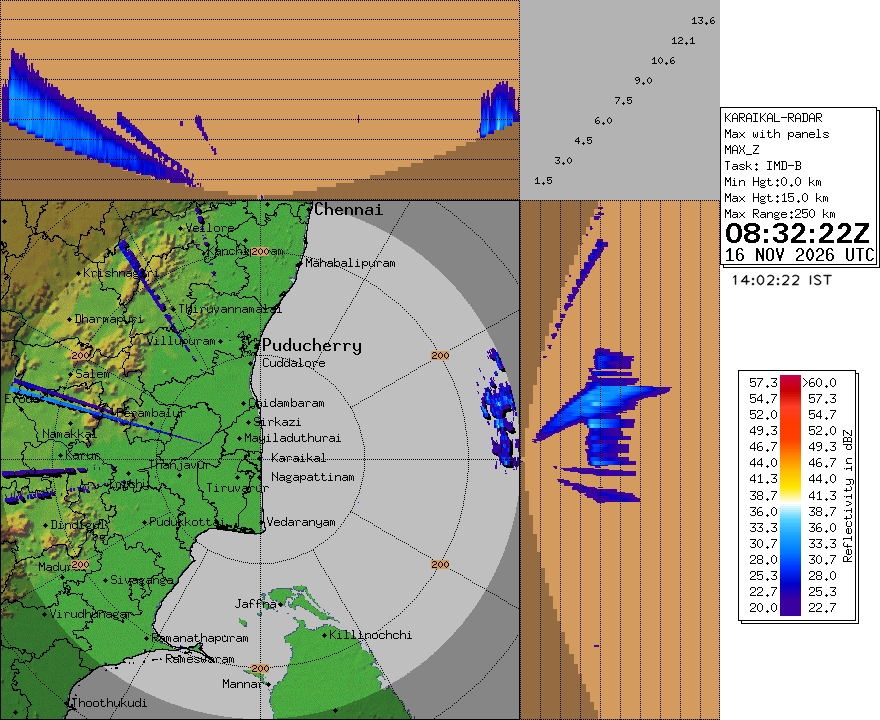 13.6
12.1
10.6
9.0
7.5
6.0
4.5
3.0
1.5
KARAIKAL-RADAR
Max with panels
MAX_Z
Task: IMD-B
Min Hgt:0.0 km
Max Hgt:15.0 km
Max Range:250 km
08:32:22Z
16 NOV 2026 UTC
14:02:22 IST
Chennai
Vellore
200
Mahabalipuram
Krishnagiri
Thiruvannamalai
Dharmapuri
Villupuram
Puducherry
200
200
Cuddalore
Salem
Erode
Chidambaram
Perambalur
Sirkazi
Namakkal
Mayiladuthurai
Karur
Karaikal
Thanjavur
Nagapattinam
Tiruvarur
Dindigul
Pudukkottai
Vedaranyam
200
200
Madurai
Sivaganga
Jaffna
Virudhunagar
Killinochchi
Ramanathapuram
Rameswaram
200
Mannar
Thoothukudi
57.3 >60.0
54.7 57.3
52.0 54.7
49.3 52.0
46.7 49.3
44.0 46.7
41.3 44.0
38.7 41.3
36.0 38.7
33.3 36.0
30.7 33.3
28.0 30.7
25.3 28.0
22.7 25.3
20.0 22.7
Reflectivity in dBZ